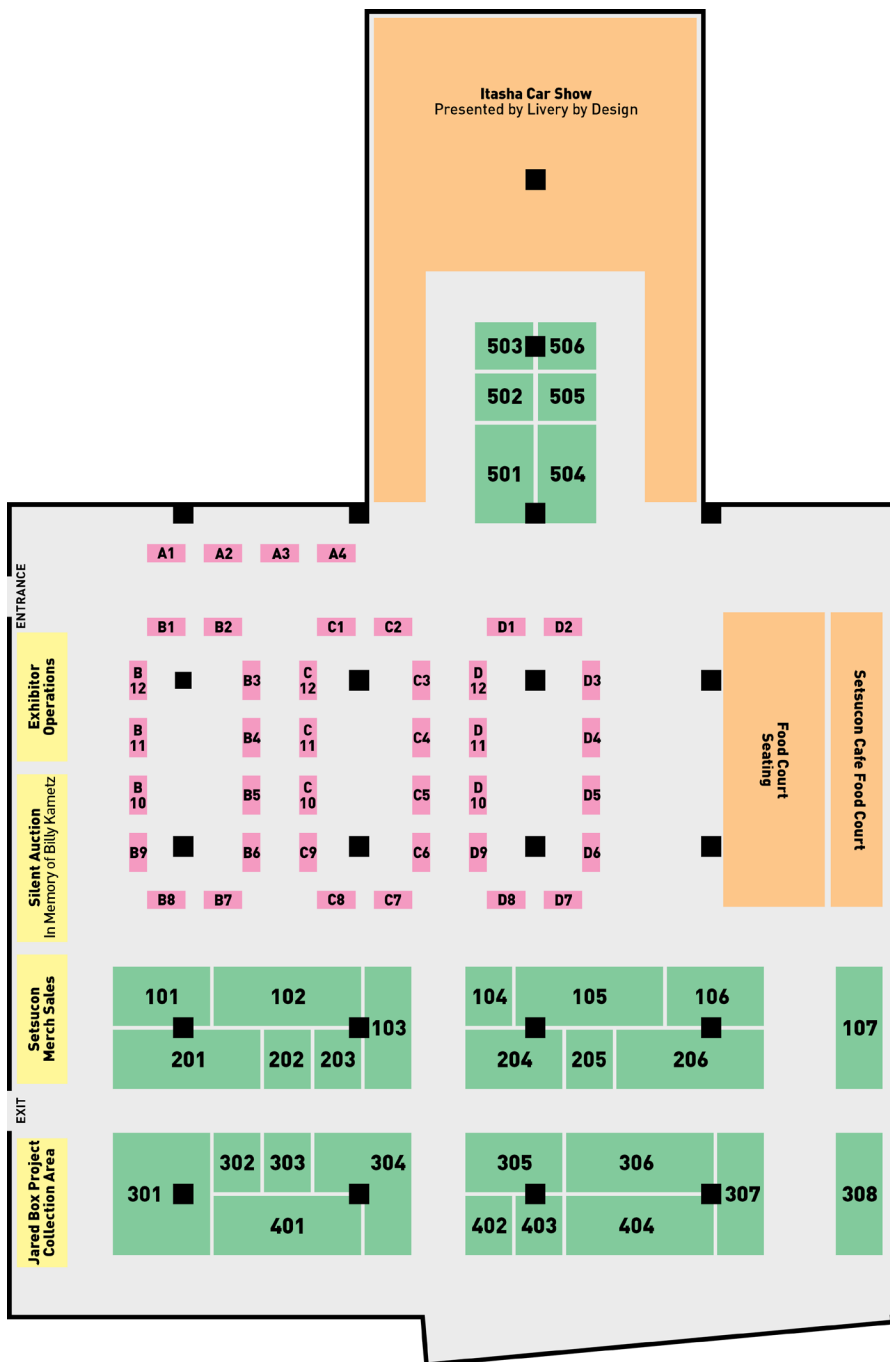 Itasha Car Show
Presented by Livery by Design
503 506
502 505
501 504
A1 A2 A3 A4
ENTRANCE
B1 B2 C1 C2 D1 D2
Exhibitor
Operations
B
12
B3
C
12
C3
D
12
D3
B
11
B4
C
11
C4
D
11
D4
B
10
B5
C
10
C5
D
10
D5
B9 B6 C9 C6 D9 D6
B8 B7 C8 C7 D8 D7
Food Court
Seating
Setsucon Cafe Food Court
Silent Auction
In Memory of Billy Kametz
Setsucon
Merch Sales
101 102 103 104 105 106 107
201 202 203 204 205 206
EXIT
Jared Box Project
Collection Area
301 302 303 304 305 306 307 308
401 402 403 404